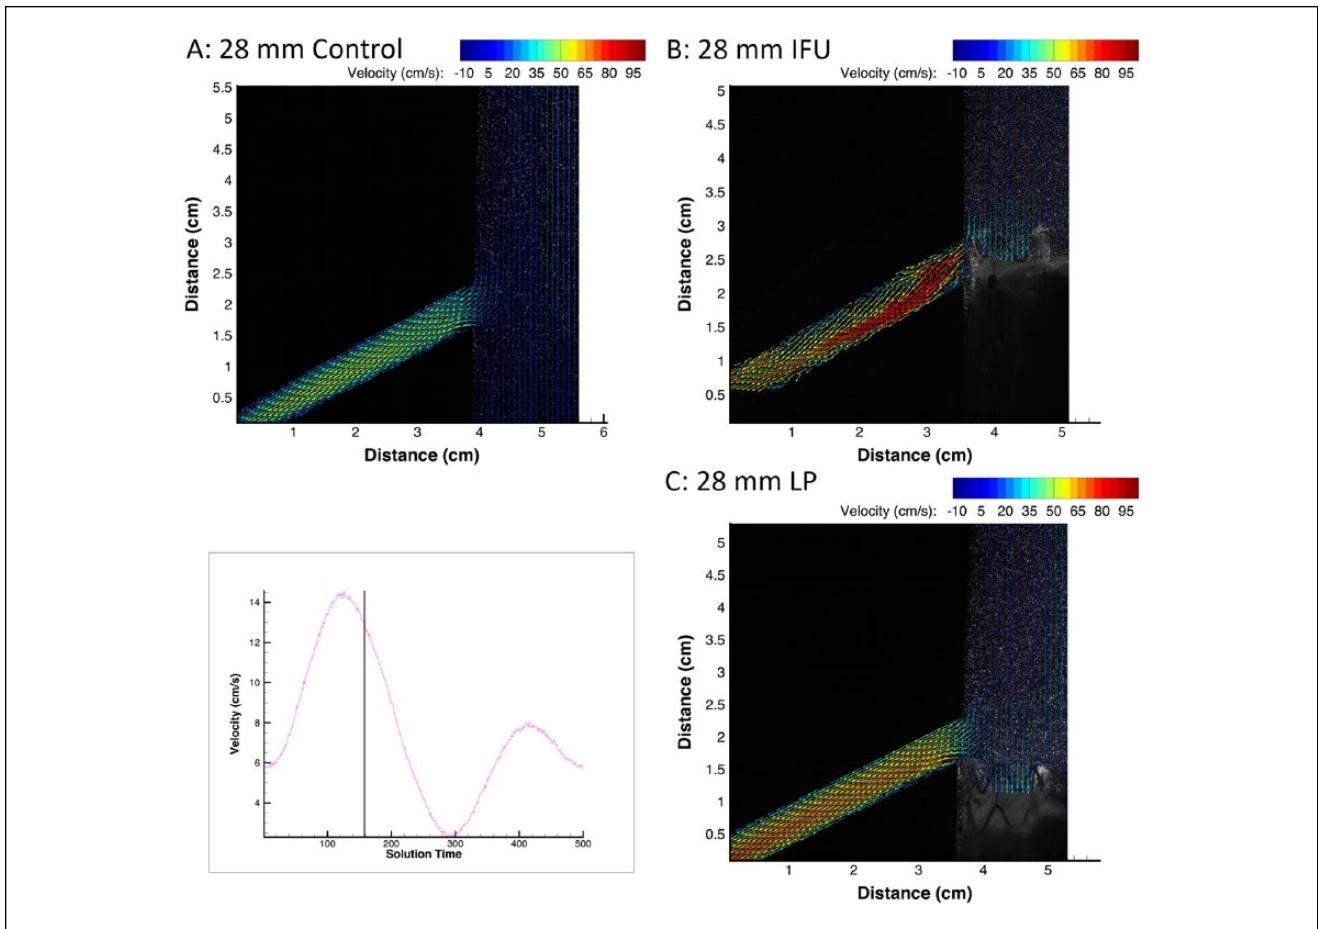 A: 28 mm Control
Velocity (cm/s): -10 5 20 35 50 65 80 95
5.5
5
4.5
4
3.5
3
2.5
2
1.5
1
0.5
Distance (cm)
1 2 3 4 5 6
Distance (cm)
B: 28 mm IFU
Velocity (cm/s): -10 5 20 35 50 65 80 95
5
4.5
4
3.5
3
2.5
2
1.5
1
0.5
Distance (cm)
1 2 3 4 5
Distance (cm)
C: 28 mm LP
Velocity (cm/s): -10 5 20 35 50 65 80 95
5
4.5
4
3.5
3
2.5
2
1.5
1
0.5
Distance (cm)
1 2 3 4 5
Distance (cm)
14
12
10
8
6
4
Velocity (cm/s)
100 200 300 400 500
Solution Time